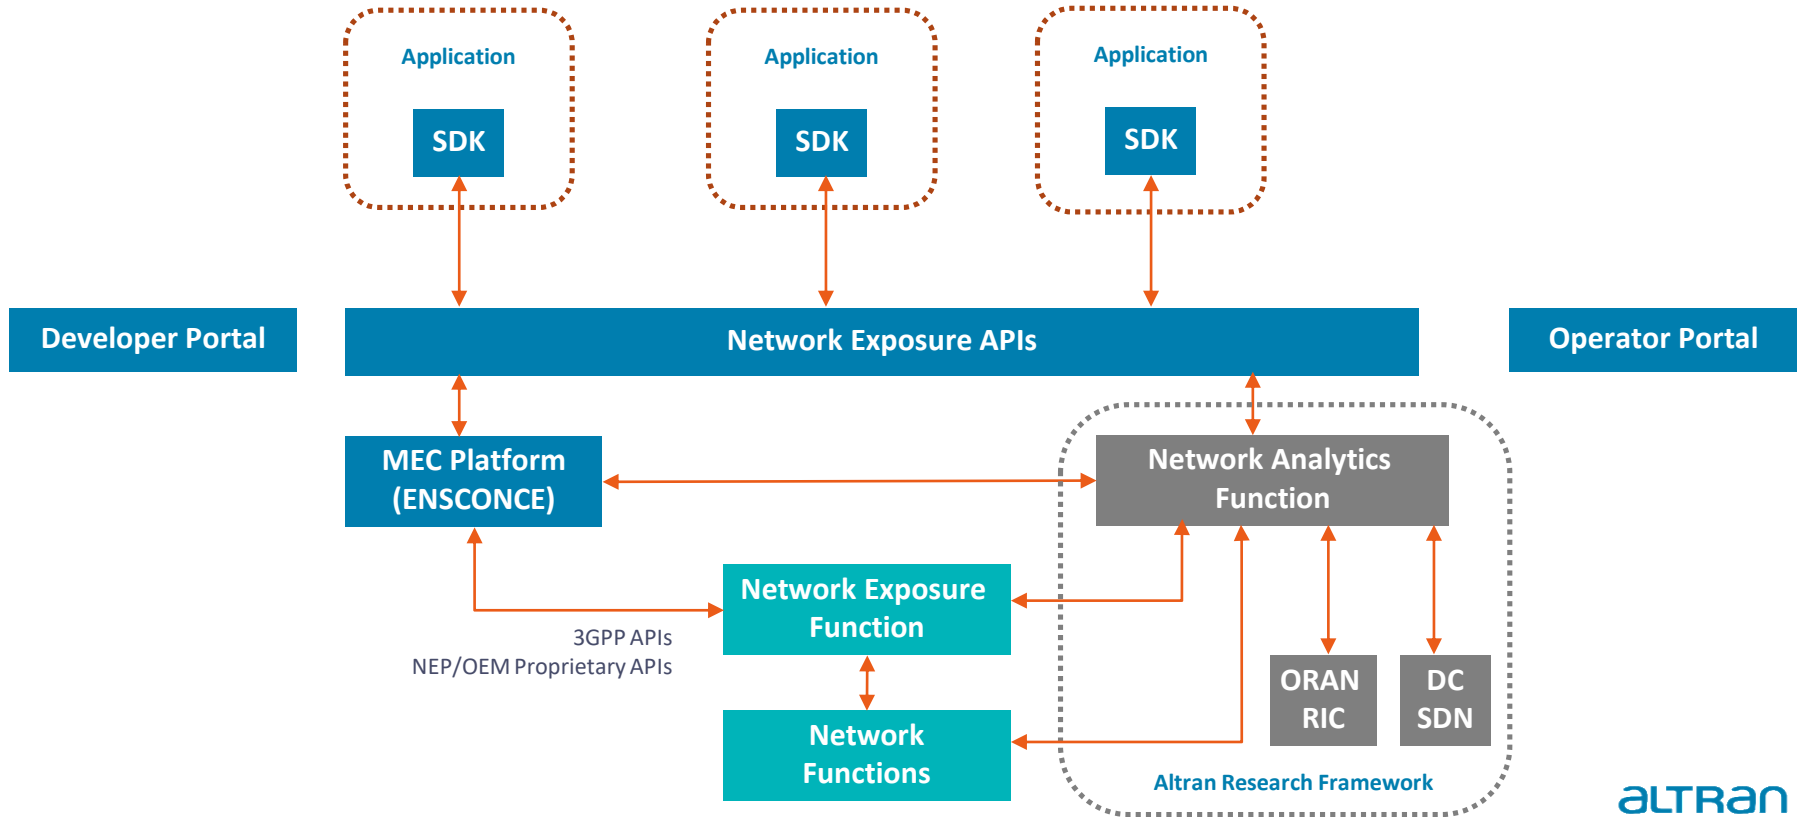 Application
Application
Application
SDK
SDK
SDK
Developer Portal
Network Exposure APIs
Operator Portal
MEC Platform
(ENSCONCE)
Network Analytics
Function
Network Exposure
Function
3GPP APIs
NEP/OEM Proprietary APIs
ORAN
RIC
DC
SDN
Network
Functions
Altran Research Framework
altran